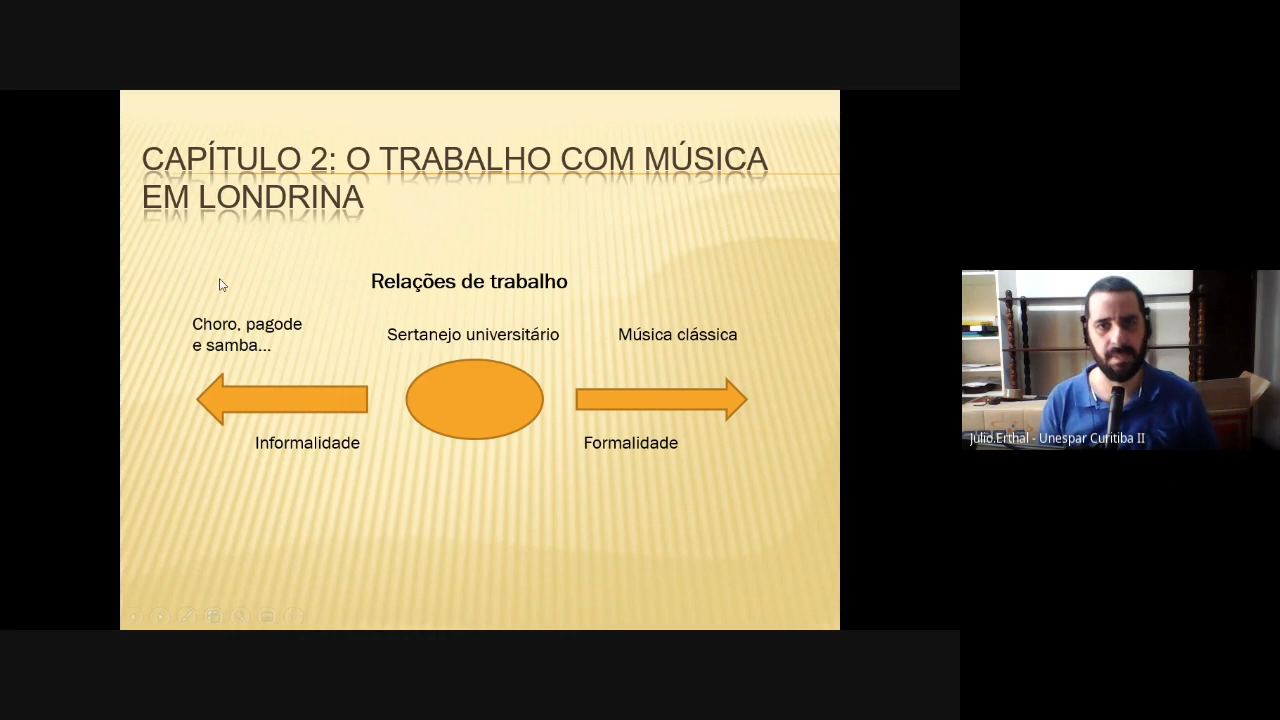 CAPÍTULO 2: O TRABALHO COM MÚSICA
EM LONDRINA
Relações de trabalho
Choro, pagode
e samba...
Sertanejo universitário
Música clássica
Informalidade
Formalidade
Julio.Erthal - Unespar Curitiba II